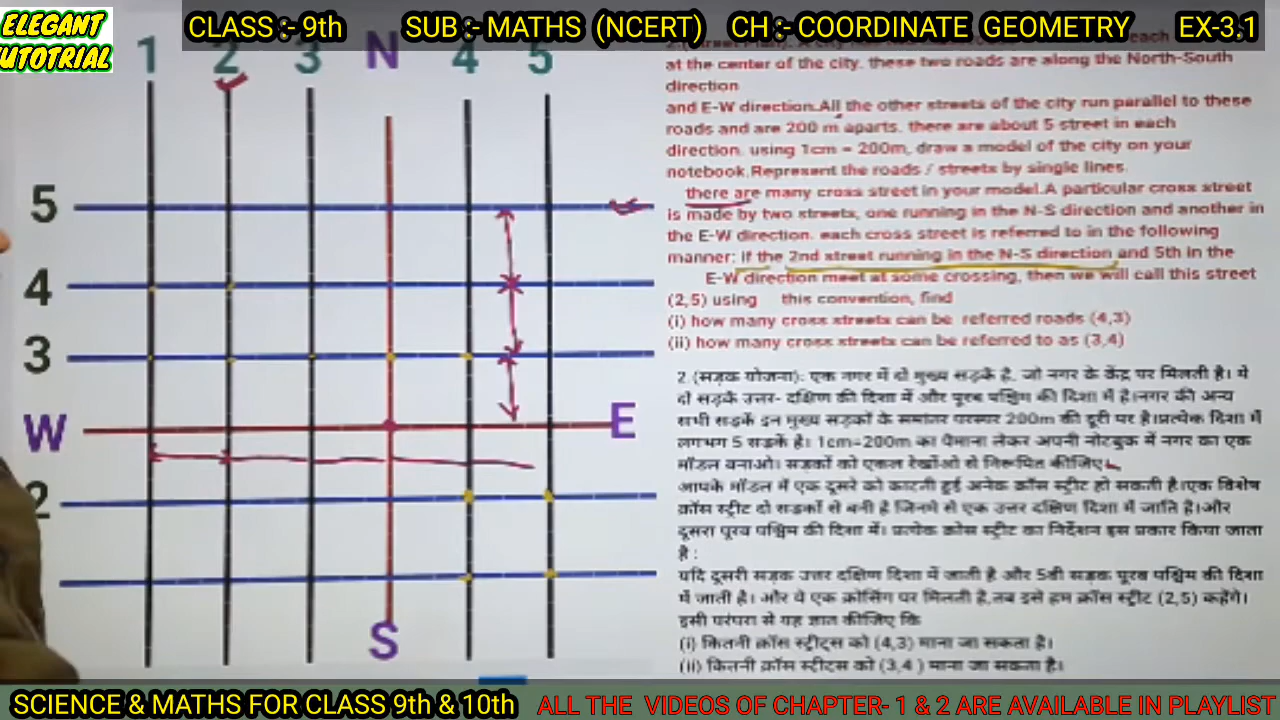 ELEGANT
UTOTRIAL
CLASS :- 9th SUB :- MATHS (NCERT) CH :- COORDINATE GEOMETRY EX-3.1
1 2 3 N 4 5
5
4
3
W E
2
S
each
at the center of the city. these two roads are along the North-South
direction
and E-W direction.All the other streets of the city run parallel to these
roads and are 200 m aparts. there are about 5 street in each
direction. using 1cm = 200m, draw a model of the city on your
notebook.Represent the roads / streets by single lines.
there are many cross street in your model.A particular cross street
is made by two streets, one running in the N-S direction and another in
the E-W direction. each cross street is referred to in the following
manner: if the 2nd street running in the N-S direction and 5th in the
E-W direction meet at some crossing, then we will call this street
(2,5) using this convention, find
(i) how many cross streets can be referred roads (4,3)
(ii) how many cross streets can be referred to as (3,4)
2.(सड़क योजना): एक नगर में दो मुख्य सड़कें है, जो नगर के केंद्र पर मिलती है। ये
दो सड़कें उत्तर- दक्षिण की दिशा में और पूरब पश्चिम की दिशा में है।नगर की अन्य
सभी सड़कें इन मुख्य सड़कों के समांतर परस्पर 200m की दूरी पर है।प्रत्येक दिशा में
लगभग 5 सड़कें है। 1cm=200m का पैमाना लेकर अपनी नोटबुक में नगर का एक
मॉडल बनाओ। सड़कों को एकल रेखाओं से निरूपित कीजिए
आपके मॉडल में एक दूसरे को काटती हुई अनेक क्रॉस स्ट्रीट हो सकती है।एक विशेष
क्रॉस स्ट्रीट दो सड़कों से बनी है जिनमे से एक उत्तर दक्षिण दिशा में जाति है।और
दूसरा पूरव पश्चिम की दिशा में। प्रत्येक क्रोस स्ट्रीट का निर्देशन इस प्रकार किया जाता
है :
यदि दूसरी सड़क उत्तर दक्षिण दिशा में जाती है और 5वी सड़क पूरब पश्चिम की दिशा
में जाती है। और ये एक क्रोसिंग पर मिलती है,तब इसे हम क्रॉस स्ट्रीट (2,5) कहेंगे।
इसी परंपरा से यह ज्ञात कीजिए कि
(i) कितनी क्रॉस स्ट्रीट्स को (4,3) माना जा सकता है।
(ii) कितनी क्रॉस स्टीट्स को (3,4 ) माना जा सकता है।
SCIENCE & MATHS FOR CLASS 9th & 10th ALL THE VIDEOS OF CHAPTER- 1 & 2 ARE AVAILABLE IN PLAYLIST